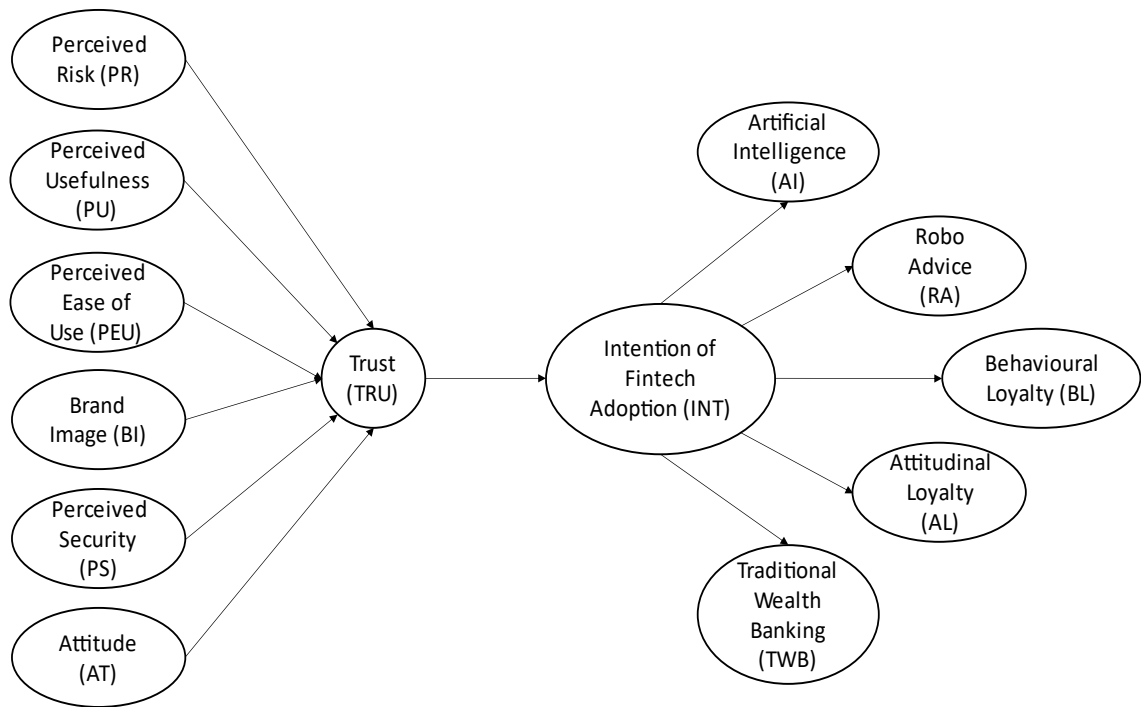 Perceived
Risk (PR)
Perceived
Usefulness
(PU)
Perceived
Ease of
Use (PEU)
Brand
Image (BI)
Perceived
Security
(PS)
Attitude
(AT)
Trust
(TRU)
Intention of
Fintech
Adoption (INT)
Artificial
Intelligence
(AI)
Robo
Advice
(RA)
Behavioural
Loyalty (BL)
Attitudinal
Loyalty
(AL)
Traditional
Wealth
Banking
(TWB)